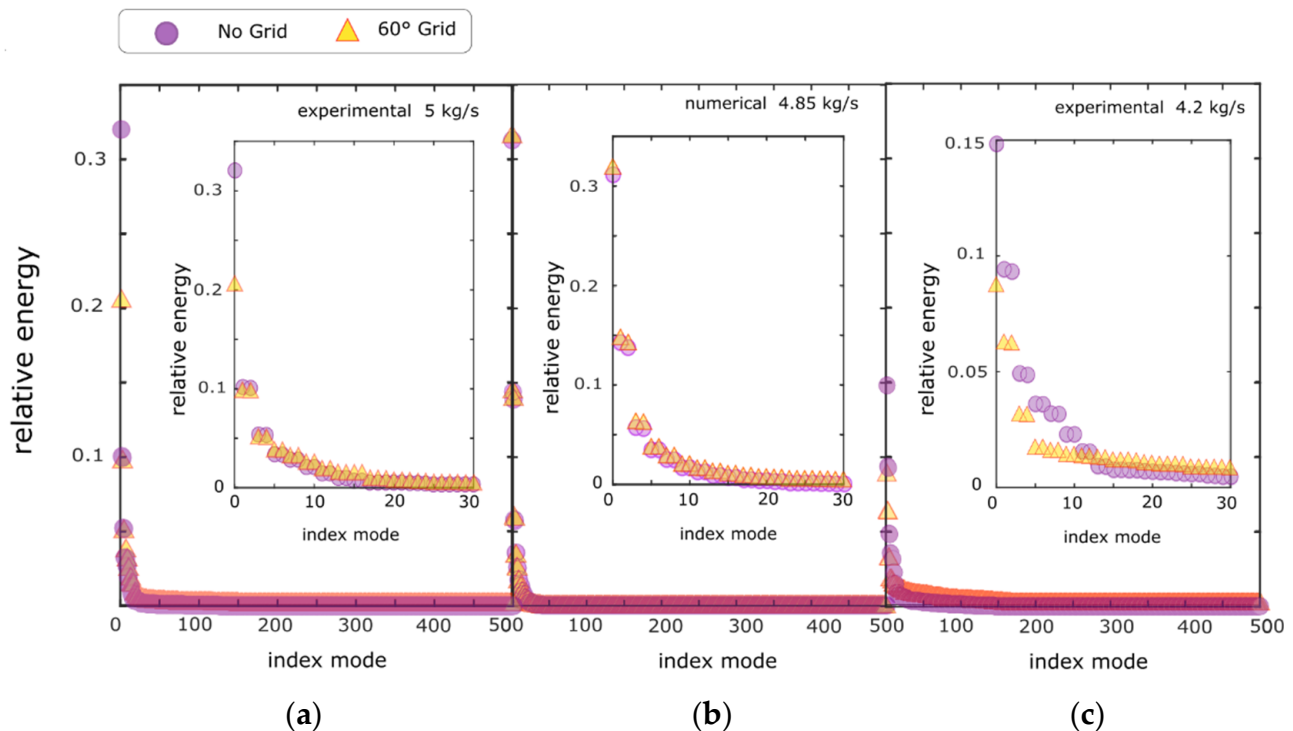 No Grid 60° Grid
experimental 5 kg/s
numerical 4.85 kg/s
experimental 4.2 kg/s
relative energy
0.3
0.2
0.1
0 100 200 300 400 500
index mode
relative energy
0.3
0.2
0.1
0
0 10 20 30
index mode
100 200 300 400 500
index mode
relative energy
0.3
0.2
0.1
0
0 10 20 30
index mode
100 200 300 400 500
index mode
relative energy
0.15
0.1
0.05
0
0 10 20 30
index mode
(a) (b) (c)